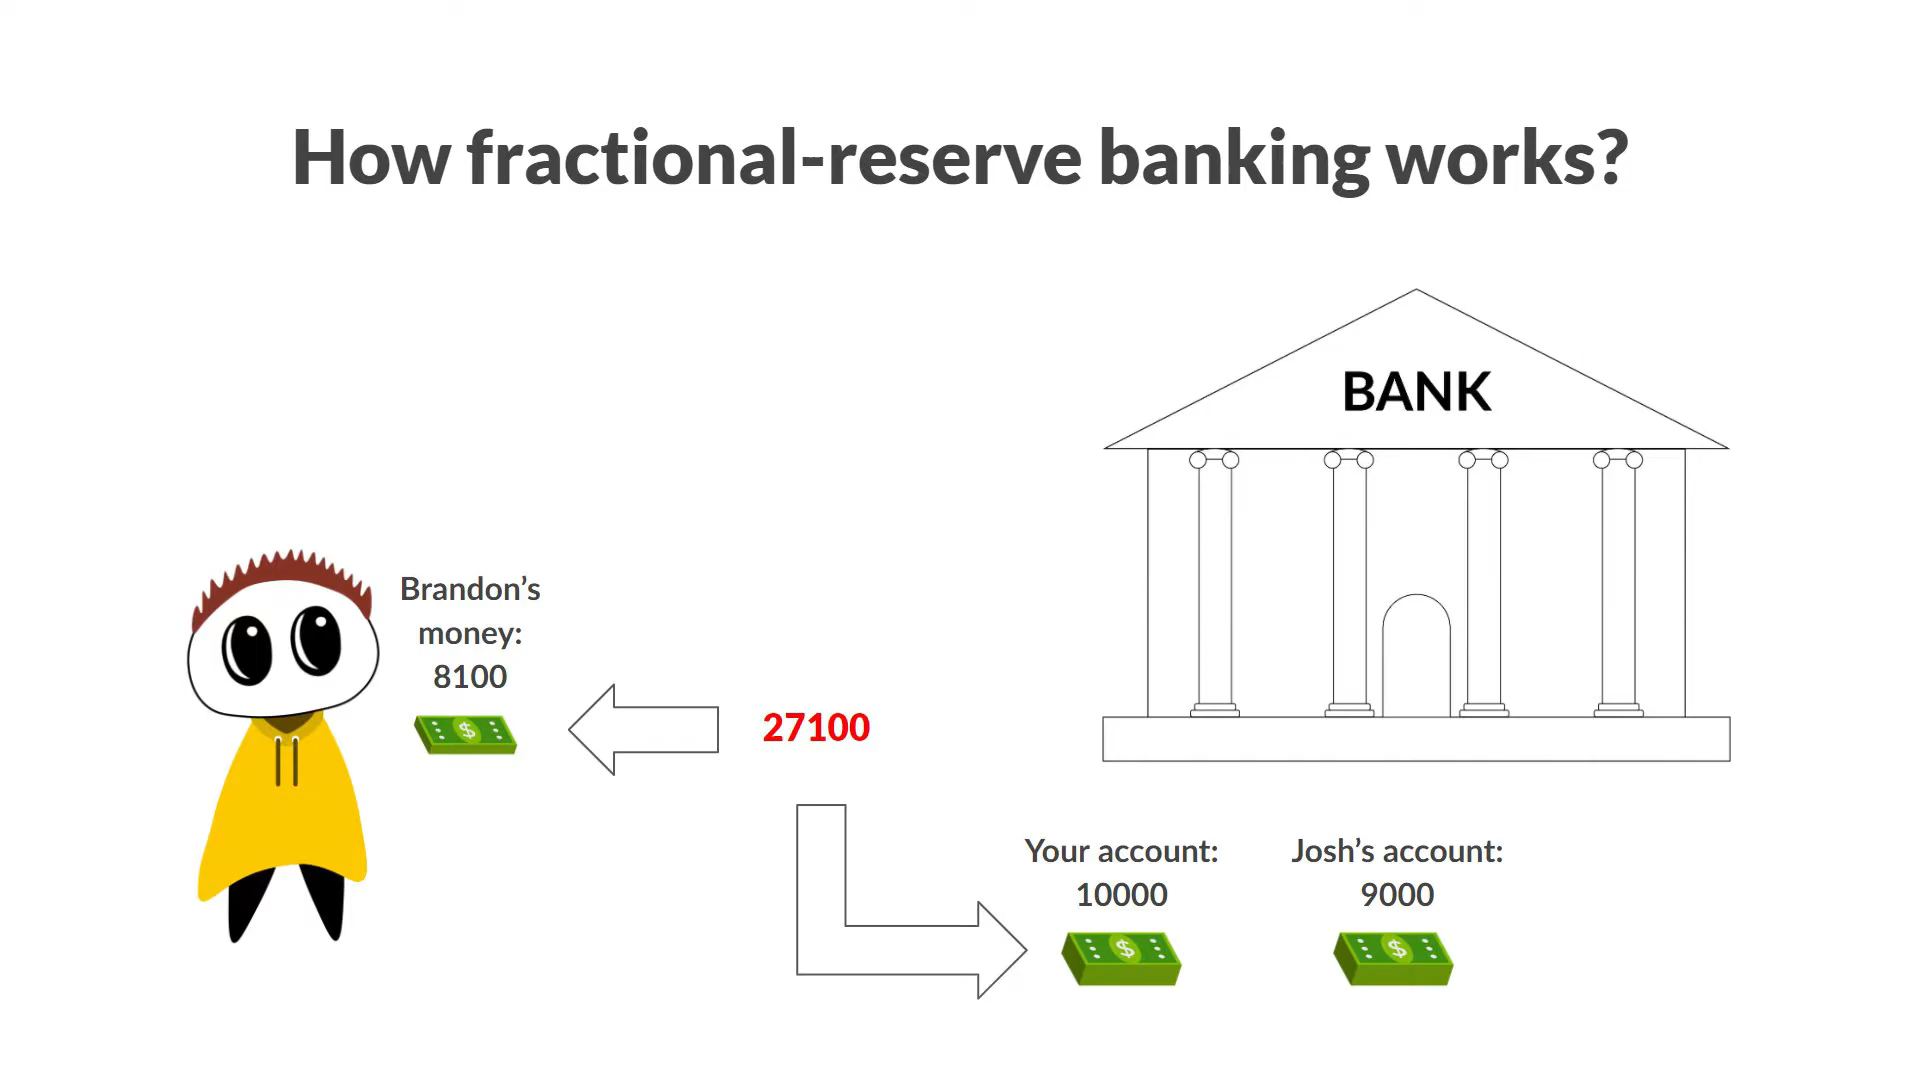 How fractional-reserve banking works?
BANK
Brandon's
money:
8100
27100
Your account:
10000
Josh's account:
9000